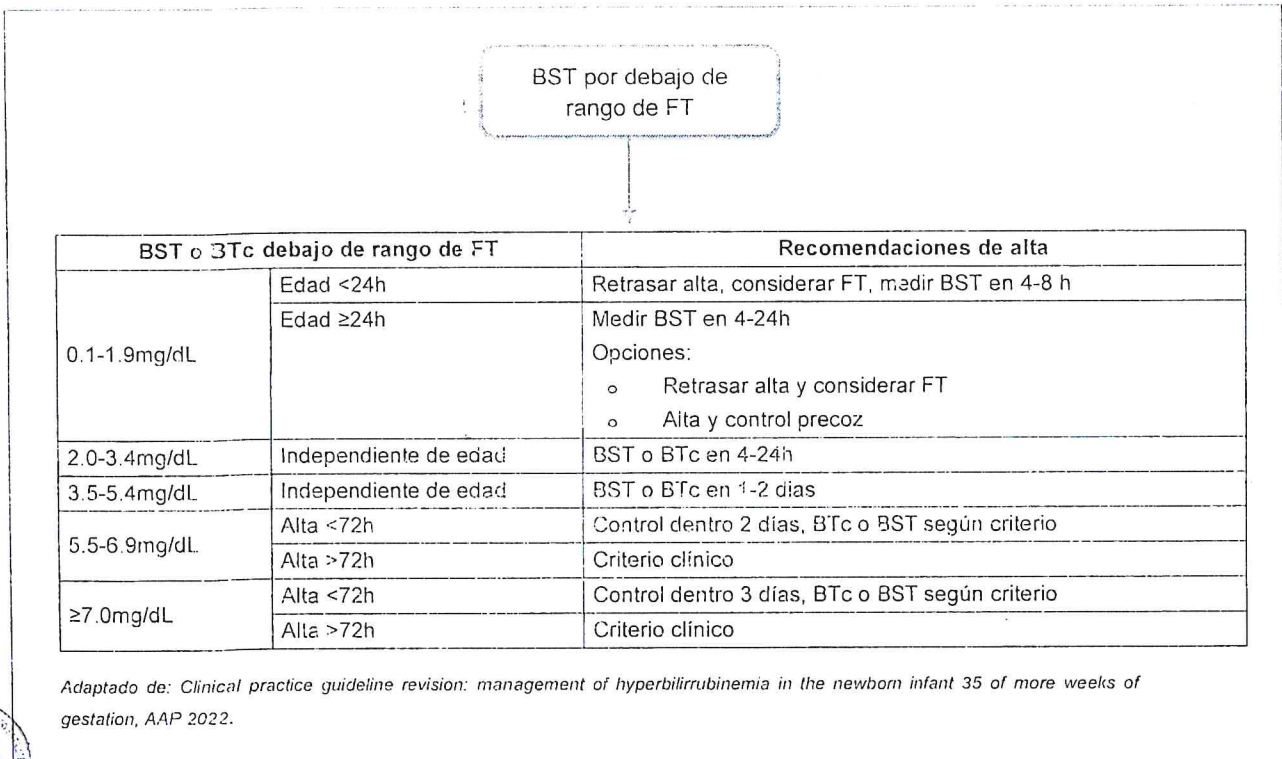 BST por debajo de
rango de FT
BST o BTc debajo de rango de FT
Recomendaciones de alta
0.1-1.9mg/dL
Edad <24h
Retrasar alta, considerar FT, medir BST en 4-8 h
Edad ≥24h
Medir BST en 4-24h
Opciones:
o Retrasar alta y considerar FT
o Alta y control precoz
2.0-3.4mg/dL
Independiente de edad
BST o BTc en 4-24h
3.5-5.4mg/dL
Independiente de edad
BST o BTc en 1-2 días
5.5-6.9mg/dL
Alta <72h
Control dentro 2 días, BTc o BST según criterio
Alta >72h
Criterio clínico
≥7.0mg/dL
Alta <72h
Control dentro 3 días, BTc o BST según criterio
Alta >72h
Criterio clínico
Adaptado de: Clinical practice guideline revision: management of hyperbilirrubinemia in the newborn infant 35 of more weeks of
gestation, AAP 2022.